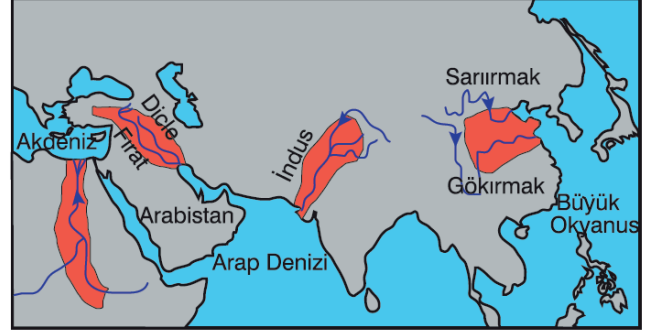 Sarıırmak
Akdeniz
Dicle
Fırat
İndus
Gökırmak
Büyük
Okyanus
Arabistan
Arap Denizi